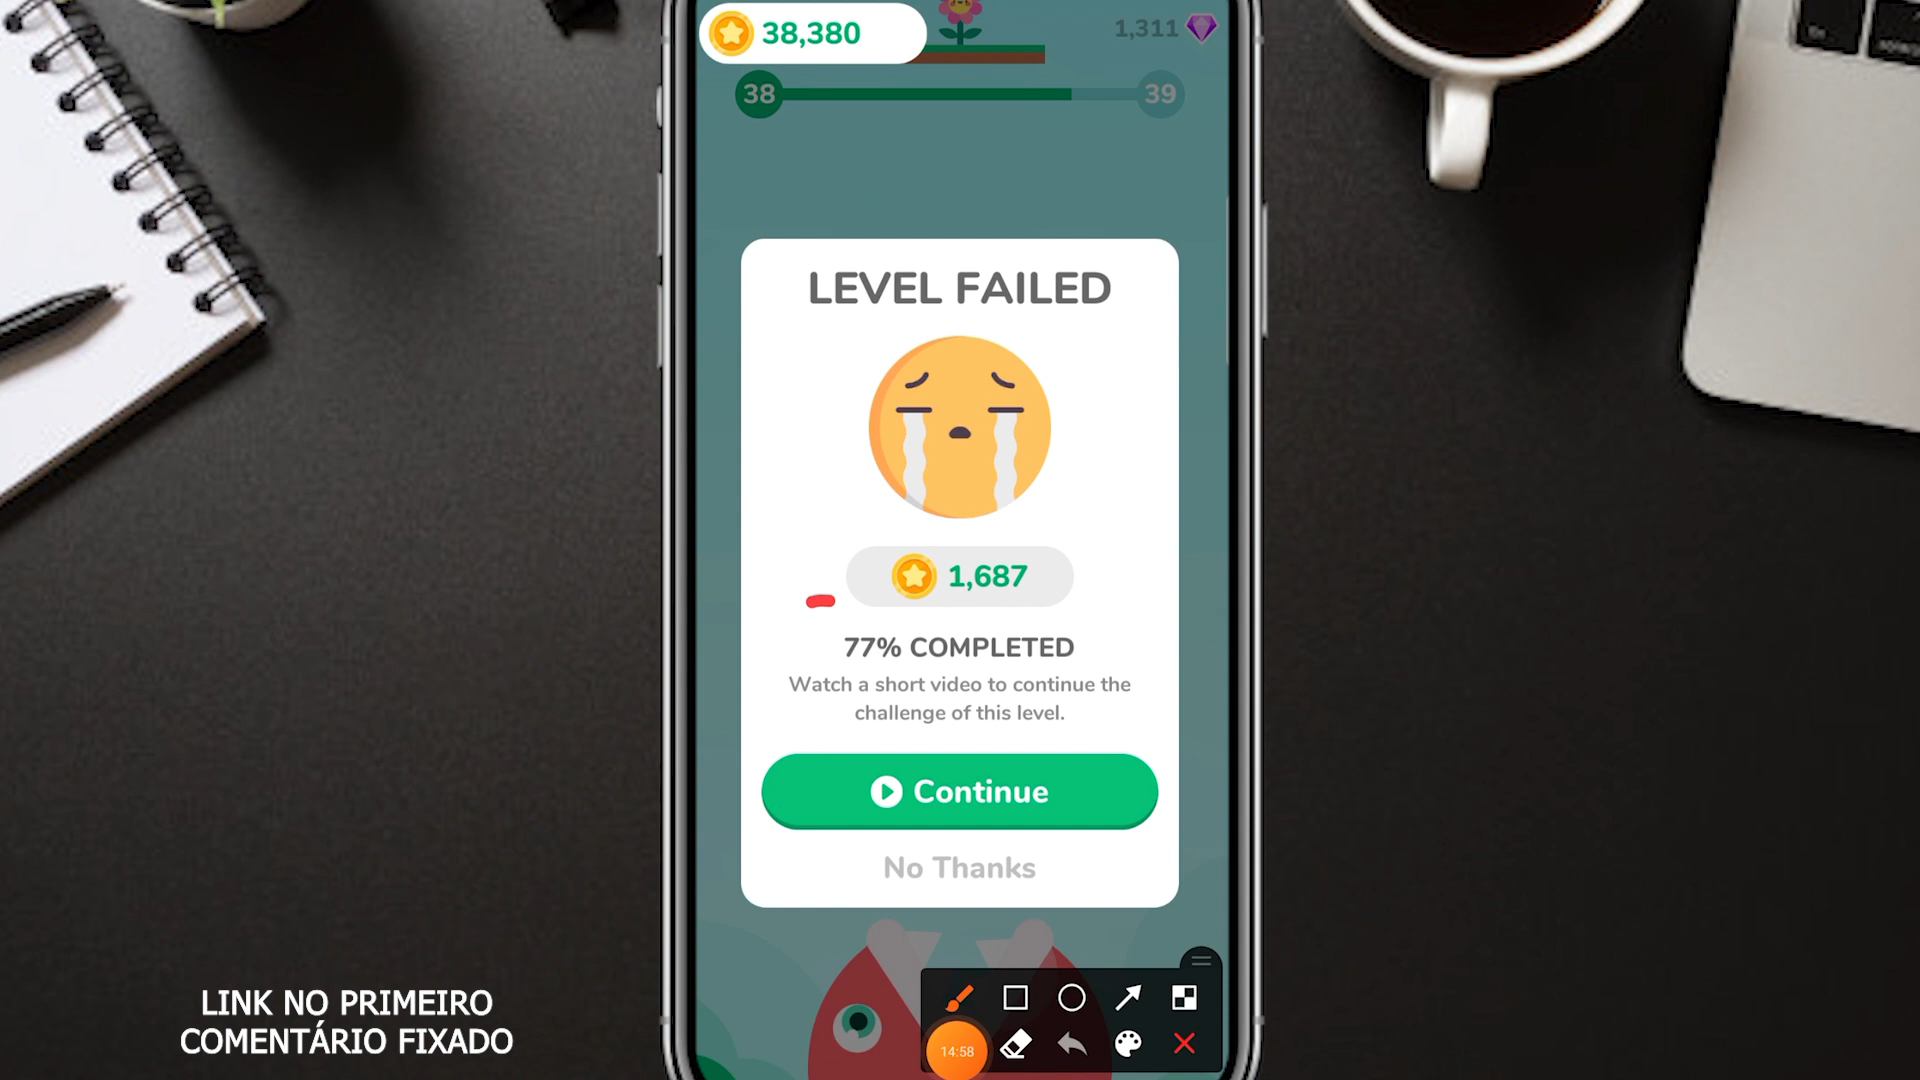 38,380
1,311
38
39
LEVEL FAILED
1,687
77% COMPLETED
Watch a short video to continue the
challenge of this level.
Continue
No Thanks
14:58
LINK NO PRIMEIRO
COMENTÁRIO FIXADO